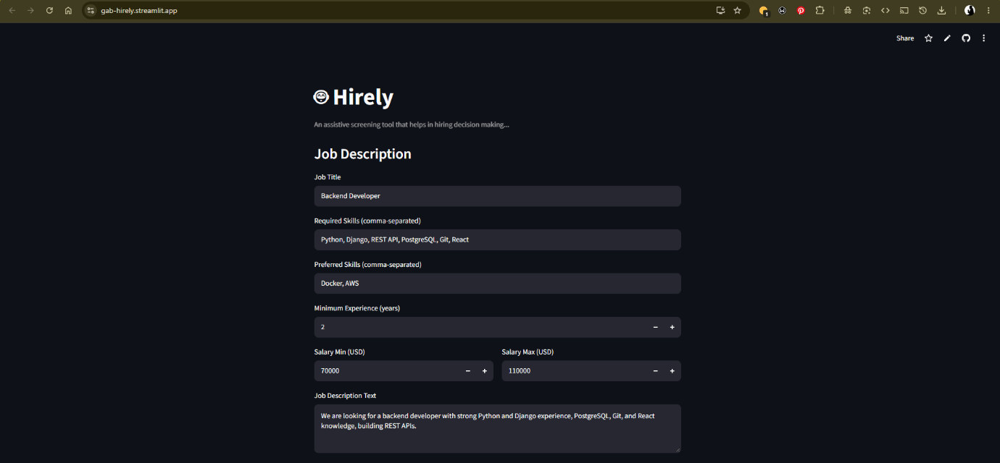 gab-hirely.streamlit.app
1
Share
Hirely
An assistive screening tool that helps in hiring decision making...
Job Description
Job Title
Backend Developer
Required Skills (comma-separated)
Python, Django, REST API, PostgreSQL, Git, React
Preferred Skills (comma-separated)
Docker, AWS
Minimum Experience (years)
2
Salary Min (USD) Salary Max (USD)
70000 110000
Job Description Text
We are looking for a backend developer with strong Python and Django experience, PostgreSQL, Git, and React
knowledge, building REST APIs.